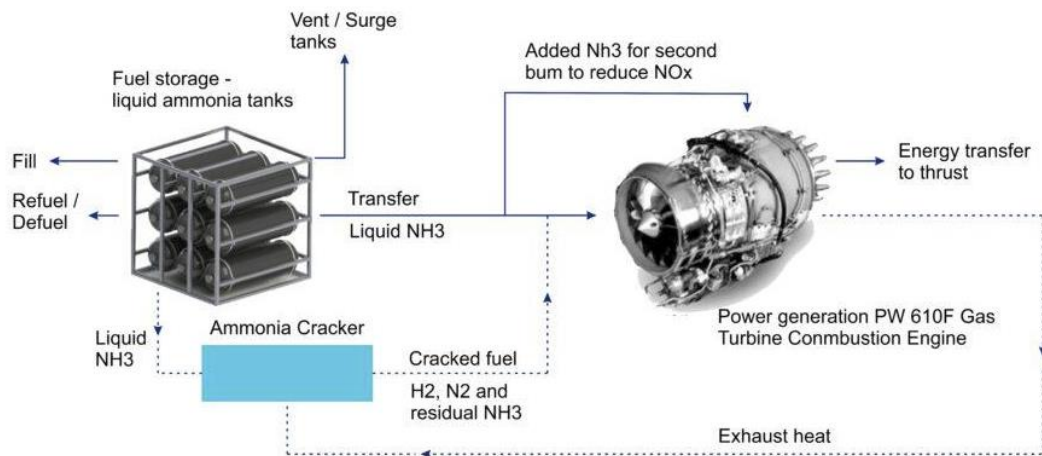 Vent / Surge
tanks
Added Nh3 for second
bum to reduce NOx
Fuel storage -
liquid ammonia tanks
Fill
Energy transfer
to thrust
Refuel /
Defuel
Transfer
Liquid NH3
Power generation PW 610F Gas
Turbine Conmbustion Engine
Liquid
NH3
Ammonia Cracker
Cracked fuel
H2, N2 and
residual NH3
Exhaust heat